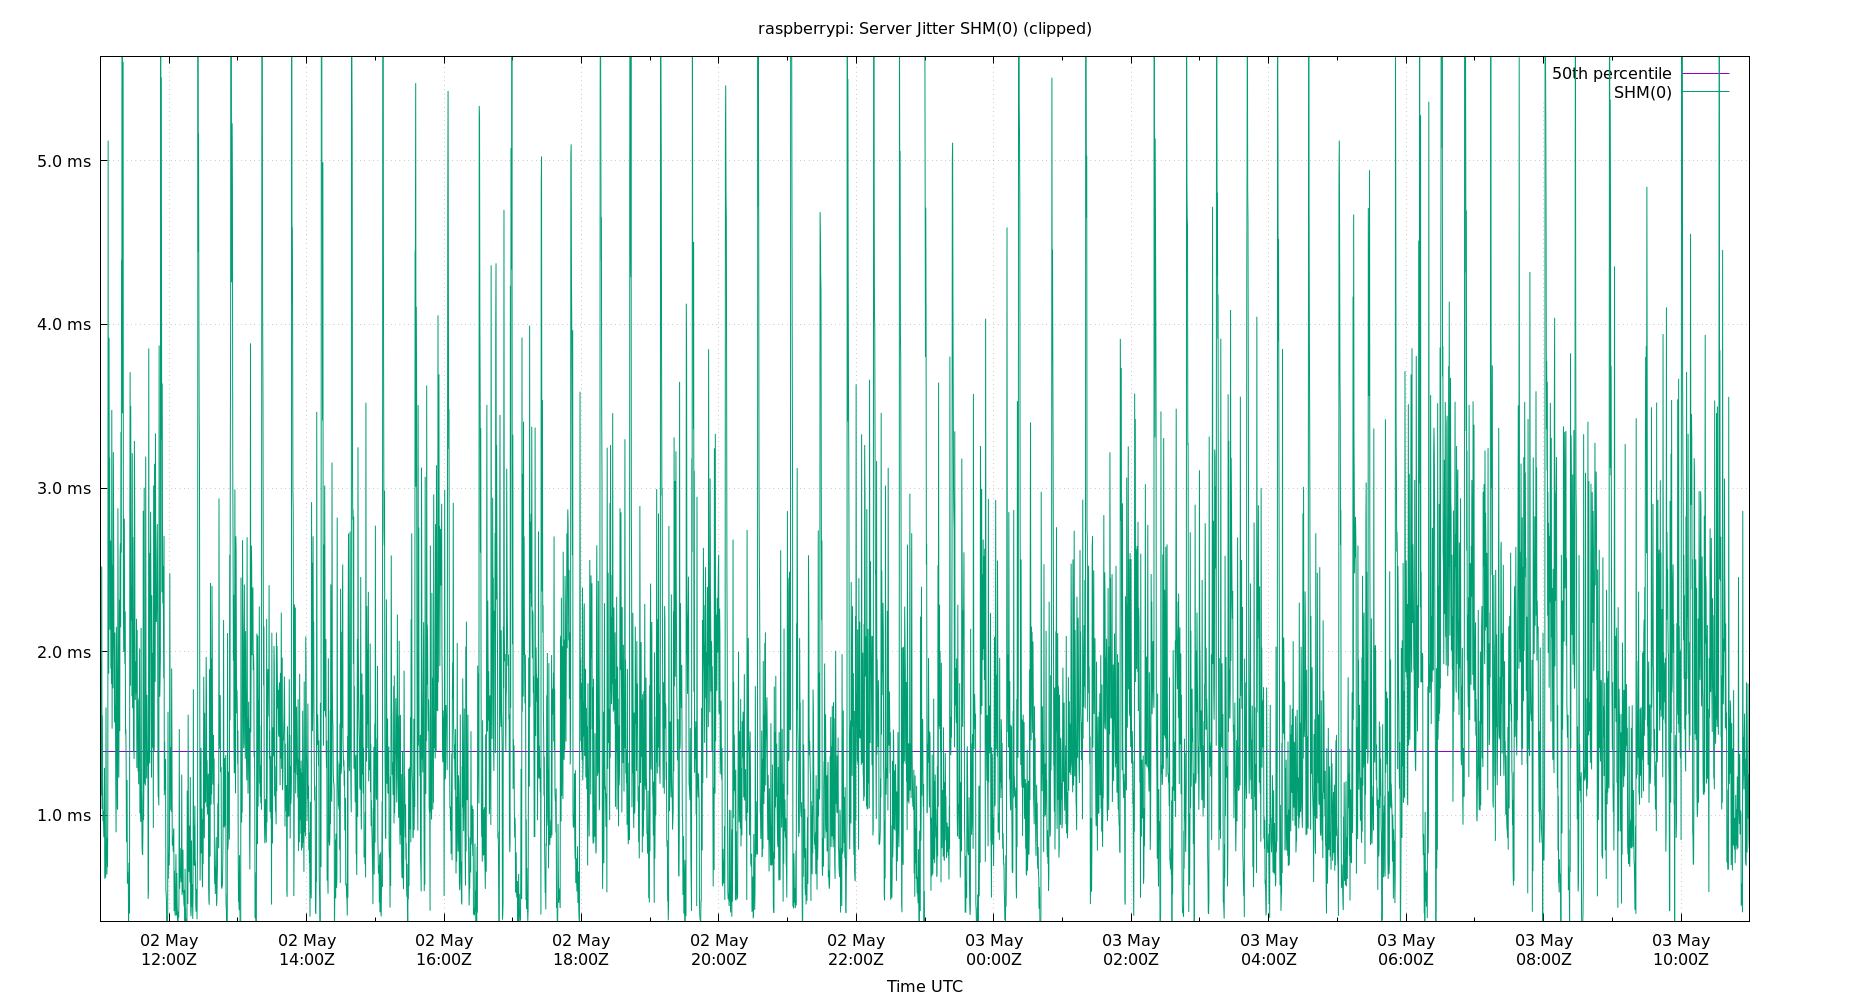 raspberrypi: Server Jitter SHM(0) (clipped)
50th percentile
SHM(0)
5.0 ms
4.0 ms
3.0 ms
2.0 ms
1.0 ms
02 May 02 May 02 May 02 May 02 May 02 May 03 May 03 May 03 May 03 May 03 May 03 May
12:00Z 14:00Z 16:00Z 18:00Z 20:00Z 22:00Z 00:00Z 02:00Z 04:00Z 06:00Z 08:00Z 10:00Z
Time UTC